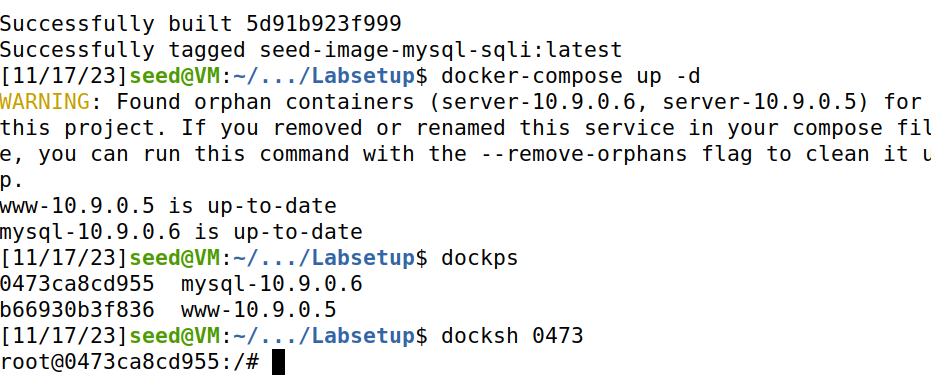 Successfully built 5d91b923f999
Successfully tagged seed-image-mysql-sqli:latest
[11/17/23]seed@VM:~/.../Labsetup$ docker-compose up -d
WARNING: Found orphan containers (server-10.9.0.6, server-10.9.0.5) for
this project. If you removed or renamed this service in your compose fil
e, you can run this command with the --remove-orphans flag to clean it u
p.
www-10.9.0.5 is up-to-date
mysql-10.9.0.6 is up-to-date
[11/17/23]seed@VM:~/.../Labsetup$ dockps
0473ca8cd955  mysql-10.9.0.6
b66930b3f836  www-10.9.0.5
[11/17/23]seed@VM:~/.../Labsetup$ docksh 0473
root@0473ca8cd955:/#